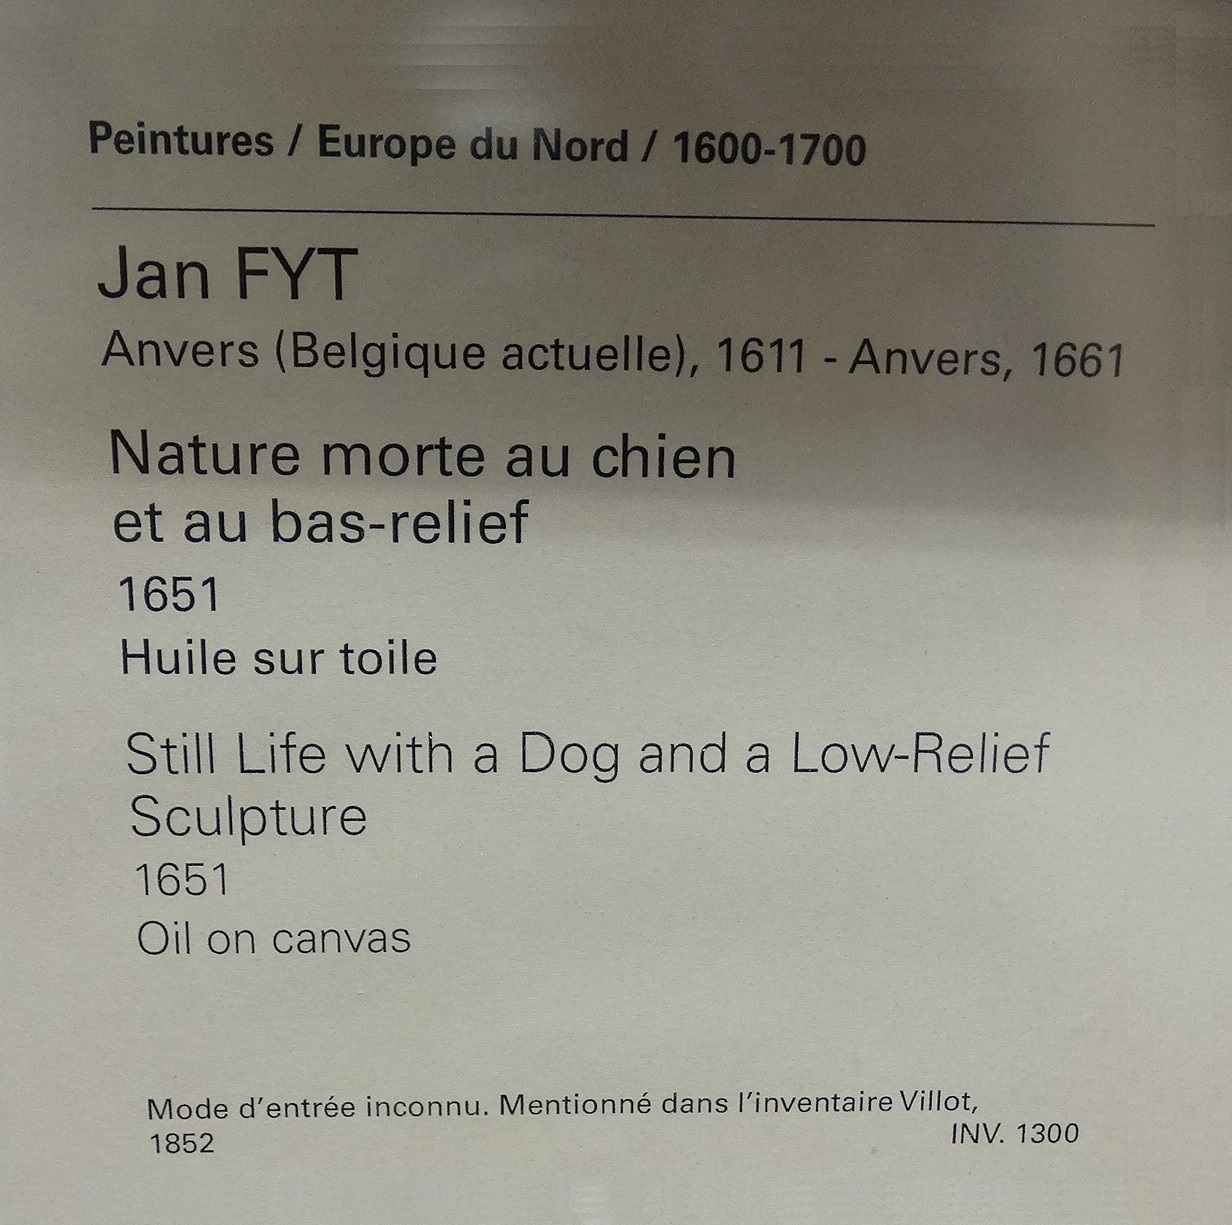 Peintures / Europe du Nord / 1600-1700
Jan FYT
Anvers (Belgique actuelle), 1611 - Anvers, 1661
Nature morte au chien
et au bas-relief
1651
Huile sur toile
Still Life with a Dog and a Low-Relief
Sculpture
1651
Oil on canvas
Mode d'entrée inconnu. Mentionné dans l'inventaire Villot,
1852
INV. 1300